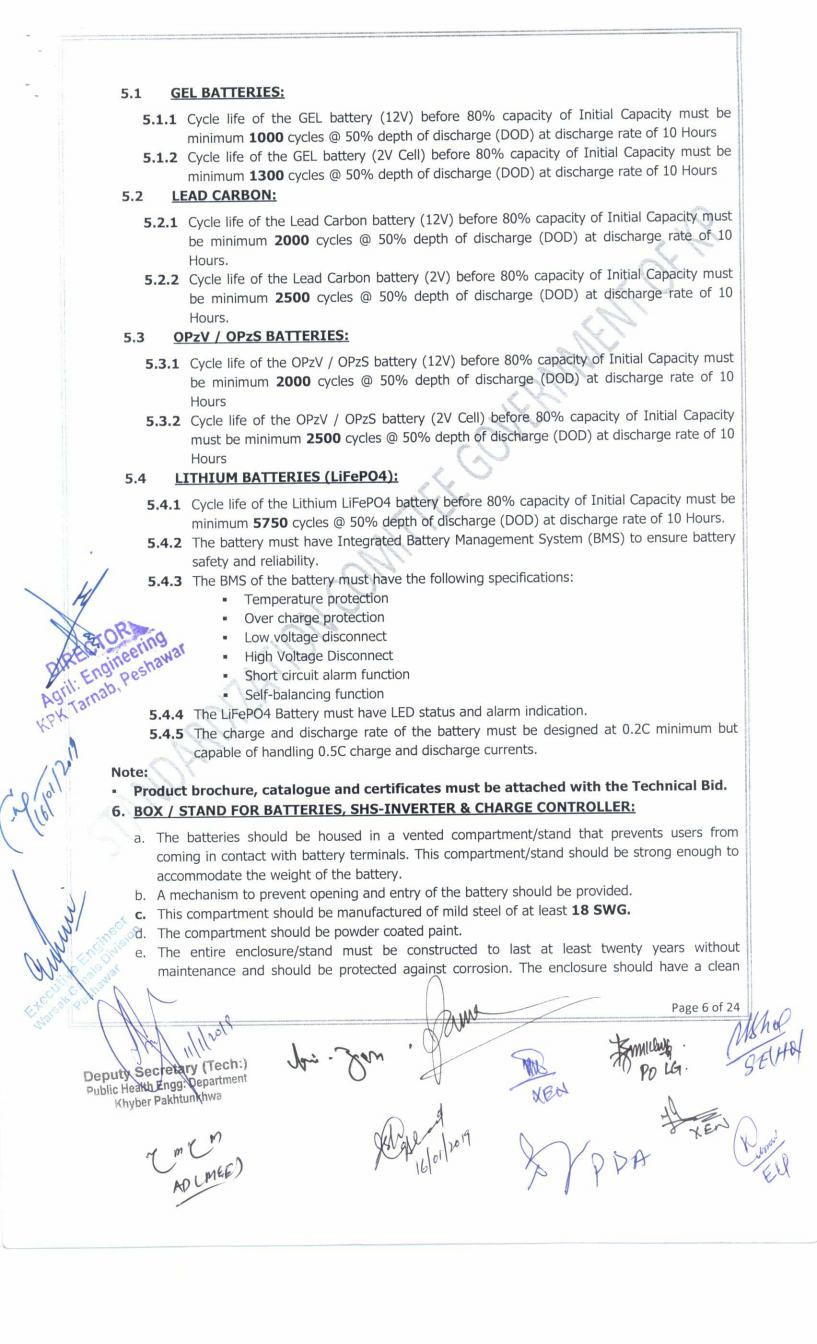 5.1 GEL BATTERIES:
5.1.1 Cycle life of the GEL battery (12V) before 80% capacity of Initial Capacity must be
minimum 1000 cycles @ 50% depth of discharge (DOD) at discharge rate of 10 Hours
5.1.2 Cycle life of the GEL battery (2V Cell) before 80% capacity of Initial Capacity must be
minimum 1300 cycles @ 50% depth of discharge (DOD) at discharge rate of 10 Hours
5.2 LEAD CARBON:
5.2.1 Cycle life of the Lead Carbon battery (12V) before 80% capacity of Initial Capacity must
be minimum 2000 cycles @ 50% depth of discharge (DOD) at discharge rate of 10
Hours.
5.2.2 Cycle life of the Lead Carbon battery (2V) before 80% capacity of Initial Capacity must
be minimum 2500 cycles @ 50% depth of discharge (DOD) at discharge rate of 10
Hours.
5.3 OPzV / OPzS BATTERIES:
5.3.1 Cycle life of the OPzV / OPzS battery (12V) before 80% capacity of Initial Capacity must
be minimum 2000 cycles @ 50% depth of discharge (DOD) at discharge rate of 10
Hours
5.3.2 Cycle life of the OPzV / OPzS battery (2V Cell) before 80% capacity of Initial Capacity
must be minimum 2500 cycles @ 50% depth of discharge (DOD) at discharge rate of 10
Hours
5.4 LITHIUM BATTERIES (LiFePO4):
5.4.1 Cycle life of the Lithium LiFePO4 battery before 80% capacity of Initial Capacity must be
minimum 5750 cycles @ 50% depth of discharge (DOD) at discharge rate of 10 Hours.
5.4.2 The battery must have Integrated Battery Management System (BMS) to ensure battery
safety and reliability.
5.4.3 The BMS of the battery must have the following specifications:
▪ Temperature protection
▪ Over charge protection
▪ Low voltage disconnect
▪ High Voltage Disconnect
▪ Short circuit alarm function
▪ Self-balancing function
5.4.4 The LiFePO4 Battery must have LED status and alarm indication.
5.4.5 The charge and discharge rate of the battery must be designed at 0.2C minimum but
capable of handling 0.5C charge and discharge currents.
Note:
▪ Product brochure, catalogue and certificates must be attached with the Technical Bid.
6. BOX / STAND FOR BATTERIES, SHS-INVERTER & CHARGE CONTROLLER:
a. The batteries should be housed in a vented compartment/stand that prevents users from
coming in contact with battery terminals. This compartment/stand should be strong enough to
accommodate the weight of the battery.
b. A mechanism to prevent opening and entry of the battery should be provided.
c. This compartment should be manufactured of mild steel of at least 18 SWG.
d. The compartment should be powder coated paint.
e. The entire enclosure/stand must be constructed to last at least twenty years without
maintenance and should be protected against corrosion. The enclosure should have a clean
Page 6 of 24
STANDARDIZATION COMMITTEE GOVERNMENT OF KP
DIRECTOR
Agril: Engineering
KPK Tarnab, Peshawar
16/01/2019
Executive Engineer
Warsak Canals Division
Peshawar
11/1/2019
Deputy Secretary (Tech:)
Public Health Engg: Department
Khyber Pakhtunkhwa
XEN
PO LG.
XEN
16/01/2019
PDA
AD (MEE)